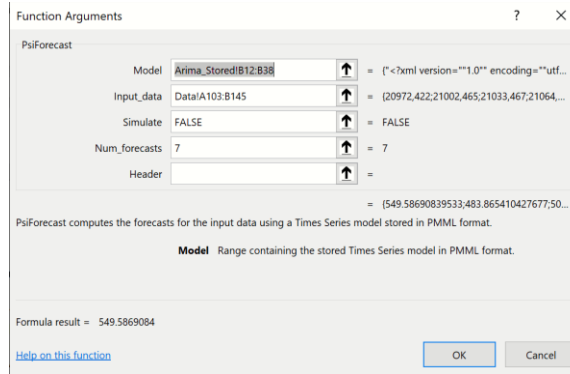 Function Arguments ? ×
PsiForecast
Model Arima_Stored!B12:B38 = {"<?xml version=""1.0"" encoding=""utf...
Input_data Data!A103:B145 = {20972,422;21002,465;21033,467;21064,...
Simulate FALSE = FALSE
Num_forecasts 7 = 7
Header =
= {549.58690839533;483.865410427677;50...
PsiForecast computes the forecasts for the input data using a Times Series model stored in PMML format.
Model Range containing the stored Times Series model in PMML format.
Formula result = 549.5869084
Help on this function OK Cancel